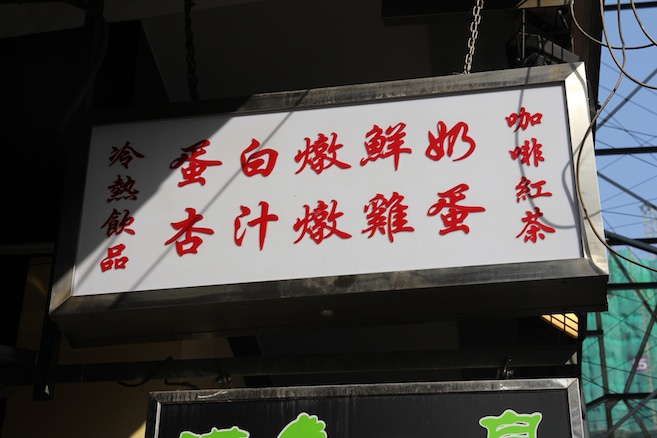 咖啡紅茶
蛋白燉鮮奶
杏汁燉雞蛋
冷熱飲品